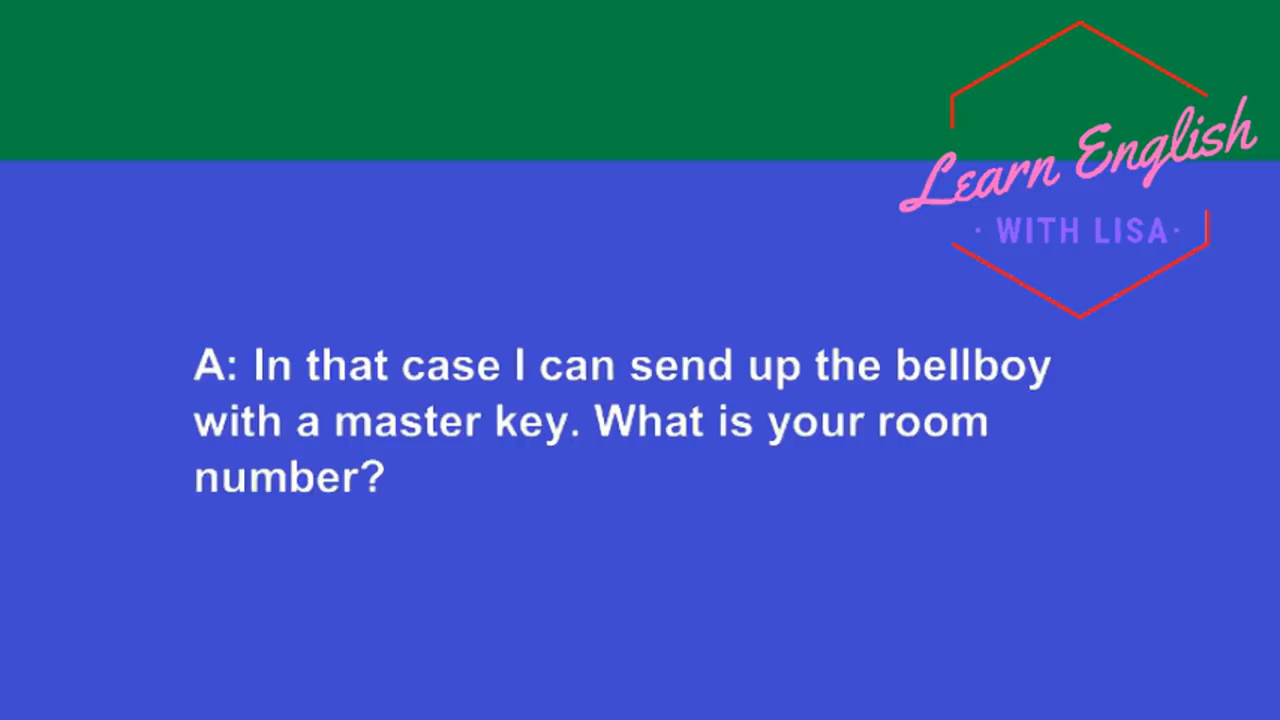 Learn English
· WITH LISA·
A: In that case I can send up the bellboy
with a master key. What is your room
number?